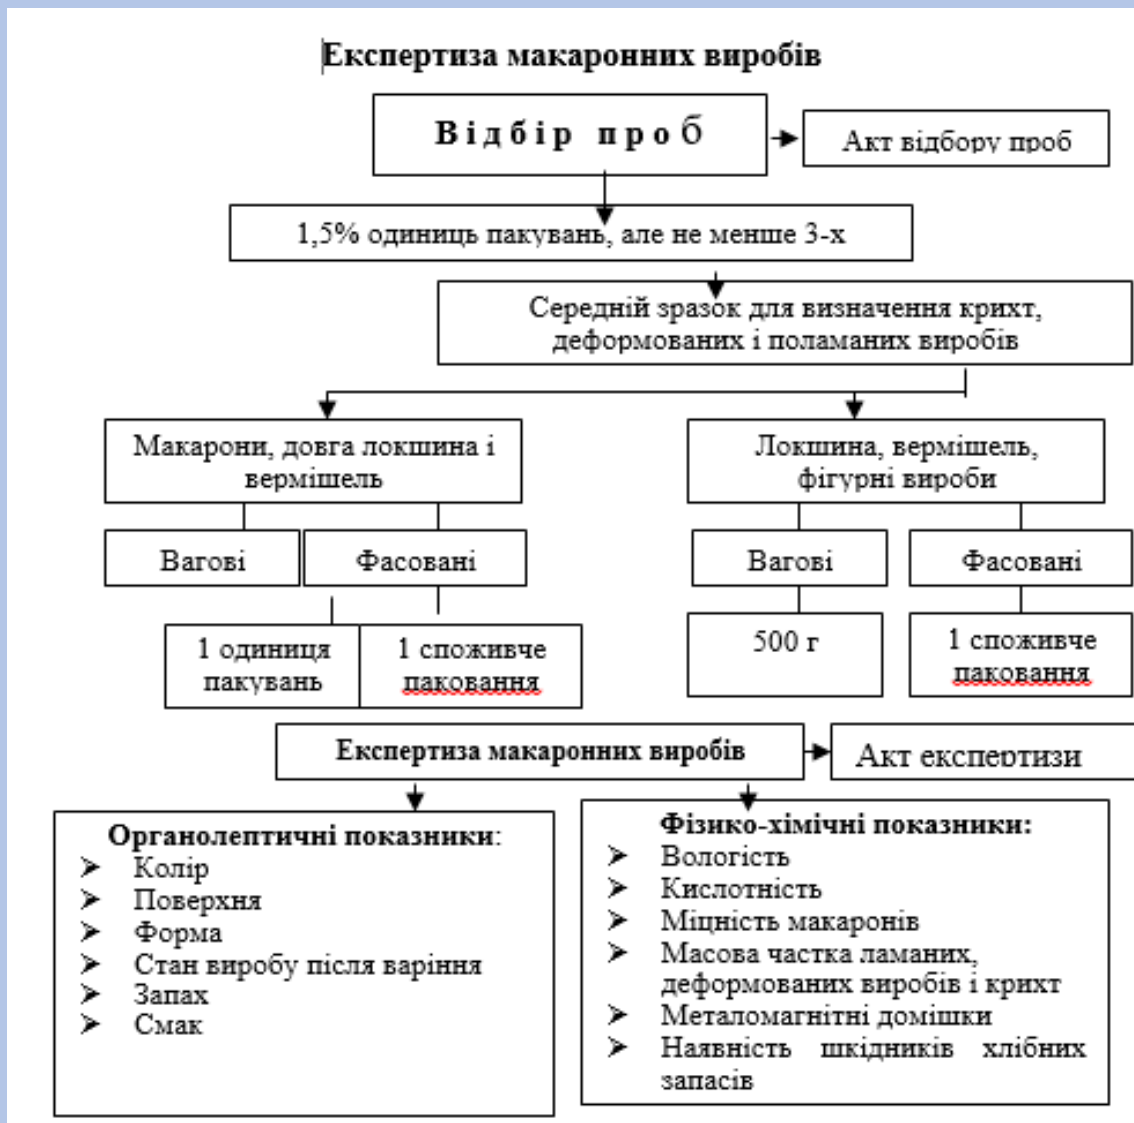 Експертиза макаронних виробів
Відбір проб
Акт відбору проб
1,5% одиниць пакувань, але не менше 3-х
Середній зразок для визначення крихт,
деформованих і поламаних виробів
Макарони, довга локшина і
вермішель
Локшина, вермішель,
фігурні вироби
Вагові
Фасовані
Вагові
Фасовані
1 одиниця
пакувань
1 споживче
паковання
500 г
1 споживче
паковання
Експертиза макаронних виробів
Акт експертизи
Органолептичні показники:
➢ Колір
➢ Поверхня
➢ Форма
➢ Стан виробу після варіння
➢ Запах
➢ Смак
Фізико-хімічні показники:
➢ Вологість
➢ Кислотність
➢ Міцність макаронів
➢ Масова частка ламаних,
деформованих виробів і крихт
➢ Металомагнітні домішки
➢ Наявність шкідників хлібних
запасів